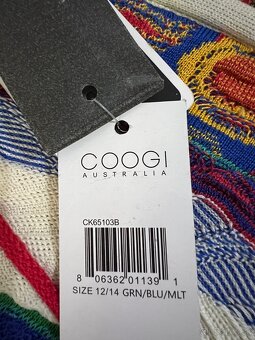 COOGI
AUSTRALIA
CK65103B
8 06362 01139 1
SIZE 12/14 GRN/BLU/MLT